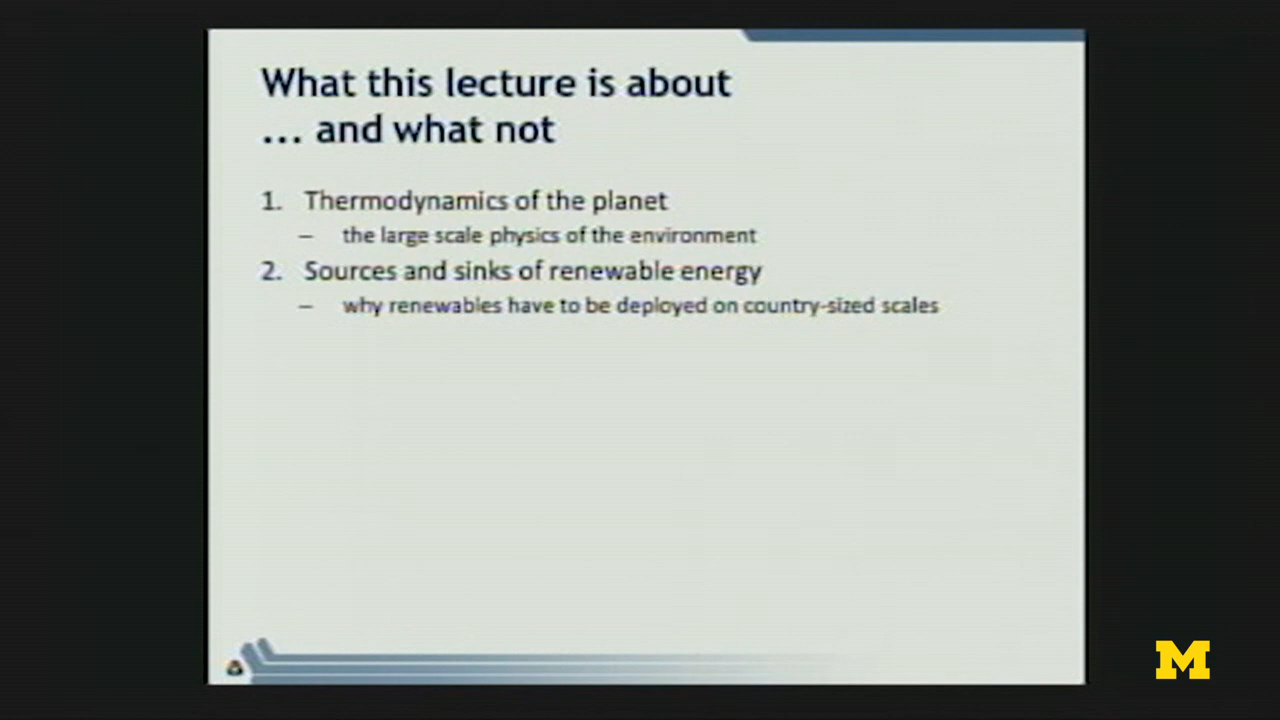 What this lecture is about
... and what not
1. Thermodynamics of the planet
– the large scale physics of the environment
2. Sources and sinks of renewable energy
– why renewables have to be deployed on country-sized scales
M